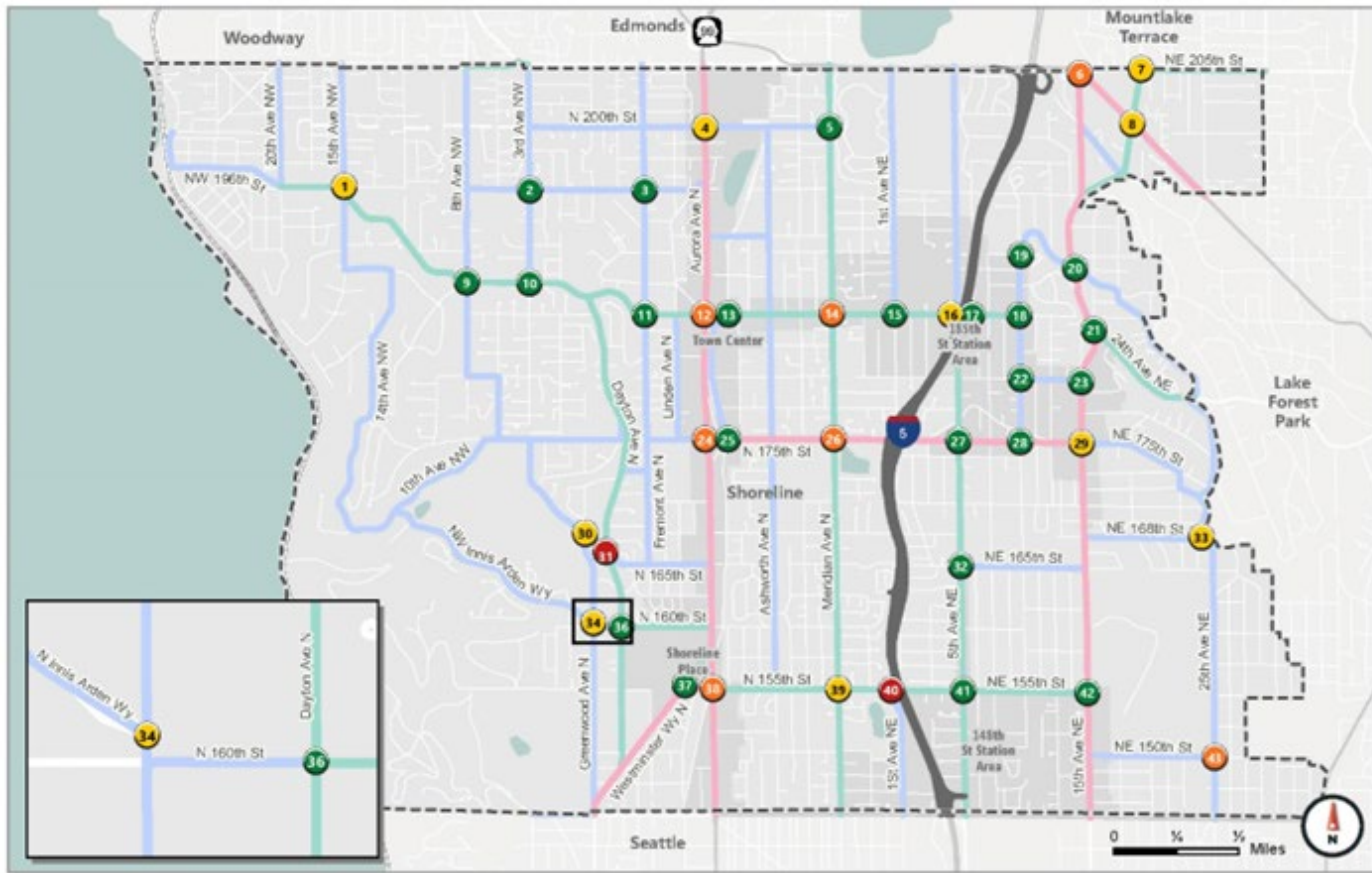 Woodway
Edmonds
99
Mountlake
Terrace
NE 205th St
6
7
20th Ave NW
15th Ave NW
8th Ave NW
3rd Ave NW
N 200th St
4
5
8
1st Ave NE
NW 196th St
1
2
3
Aurora Ave N
19
20
9
10
11
12
13
14
15
16
17
18
21
Town Center
185th
St Station
Area
24th Ave NE
22
23
Lake
Forest
Park
Linden Ave N
Dayton Ave N
10th Ave NW
24
25
26
5
27
28
29
N 175th St
NE 175th St
Shoreline
Fremont Ave N
Ashworth Ave N
Meridian Ave N
30
31
NW Innis Arden Wy
N 165th St
32
NE 165th St
NE 168th St
33
5th Ave NE
25th Ave NE
34
36
N 160th St
Shoreline
Place
37
38
N 155th St
39
40
41
NE 155th St
42
Greenwood Ave N
Westminster Wy N
1St Ave NE
148th
St Station
Area
15th Ave NE
NE 150th St
43
N Innis Arden Wy
34
N 160th St
Dayton Ave N
36
Seattle
0
¼
½
Miles
N